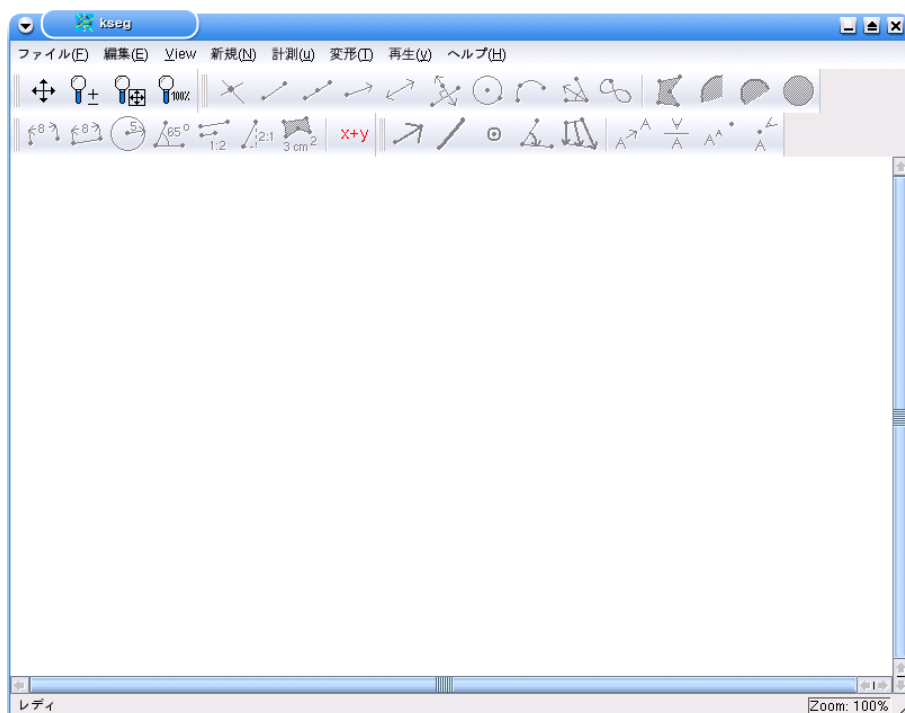 kseg
ファイル(F) 編集(E) View 新規(N) 計測(u) 変形(T) 再生(y) ヘルプ(H)
± 100%
8 8 5 65° 1:2 2:1 3 cm² x+y A A A A A A A
レディ Zoom: 100%